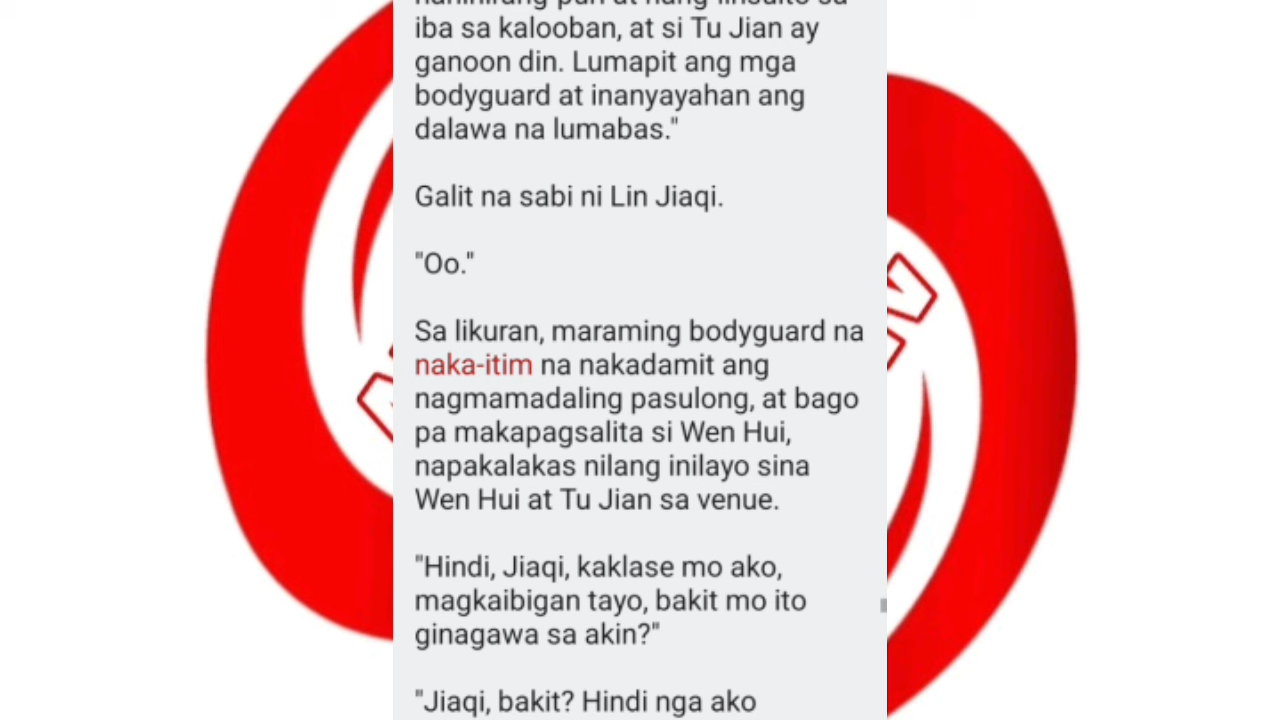 iba sa kalooban, at si Tu Jian ay
ganoon din. Lumapit ang mga
bodyguard at inanyayahan ang
dalawa na lumabas."
Galit na sabi ni Lin Jiaqi.
"Oo."
Sa likuran, maraming bodyguard na
naka-itim na nakadamit ang
nagmamadaling pasulong, at bago
pa makapagsalita si Wen Hui,
napakalakas nilang inilayo sina
Wen Hui at Tu Jian sa venue.
"Hindi, Jiaqi, kaklase mo ako,
magkaibigan tayo, bakit mo ito
ginagawa sa akin?"
"Jiaqi, bakit? Hindi nga ako